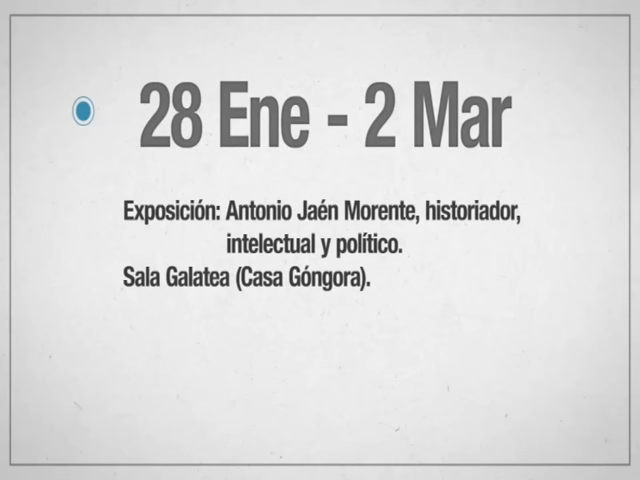 28 Ene - 2 Mar
Exposición: Antonio Jaén Morente, historiador,
intelectual y político.
Sala Galatea (Casa Góngora).